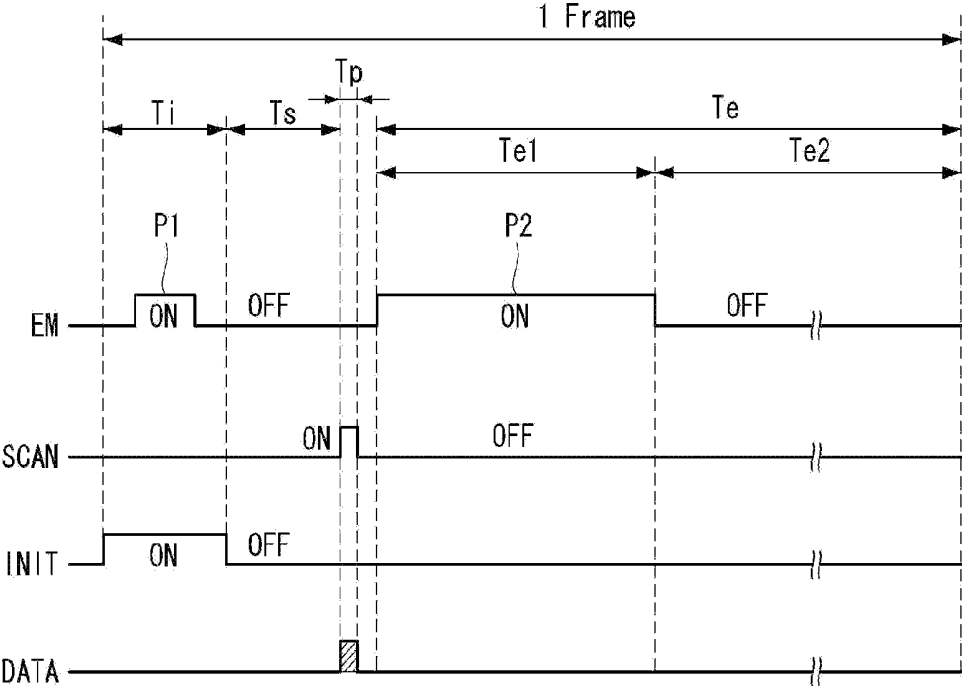 1 Frame
Tp
Ti Ts Te
Te1 Te2
P1 P2
EM ON OFF ON OFF
SCAN ON OFF
INIT ON OFF
DATA